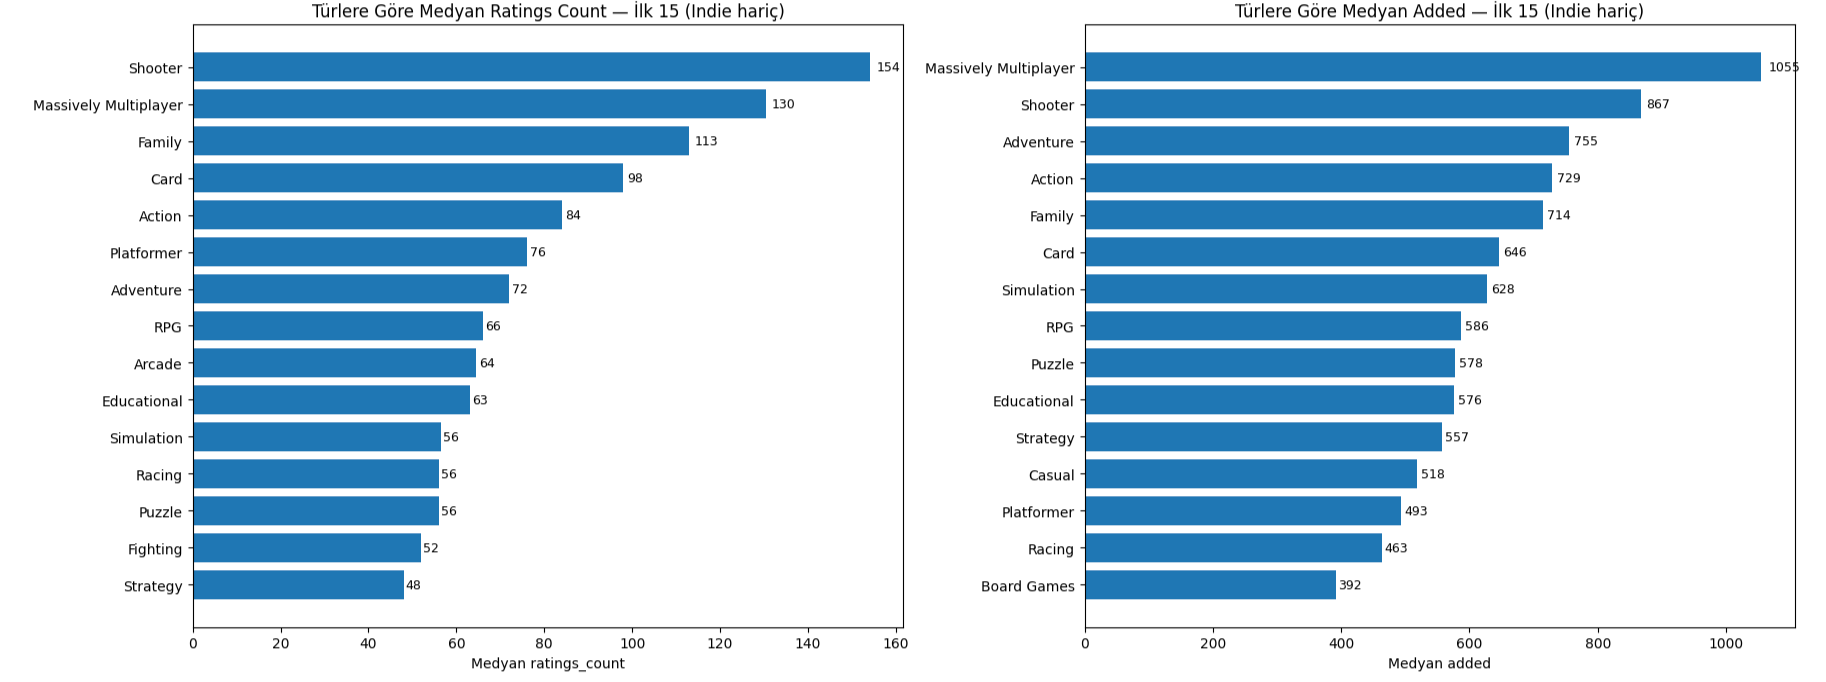 Türlere Göre Medyan Ratings Count — İlk 15 (Indie hariç)
Shooter 154
Massively Multiplayer 130
Family 113
Card 98
Action 84
Platformer 76
Adventure 72
RPG 66
Arcade 64
Educational 63
Simulation 56
Racing 56
Puzzle 56
Fighting 52
Strategy 48
0 20 40 60 80 100 120 140 160
Medyan ratings_count
Türlere Göre Medyan Added — İlk 15 (Indie hariç)
Massively Multiplayer 1055
Shooter 867
Adventure 755
Action 729
Family 714
Card 646
Simulation 628
RPG 586
Puzzle 578
Educational 576
Strategy 557
Casual 518
Platformer 493
Racing 463
Board Games 392
0 200 400 600 800 1000
Medyan added